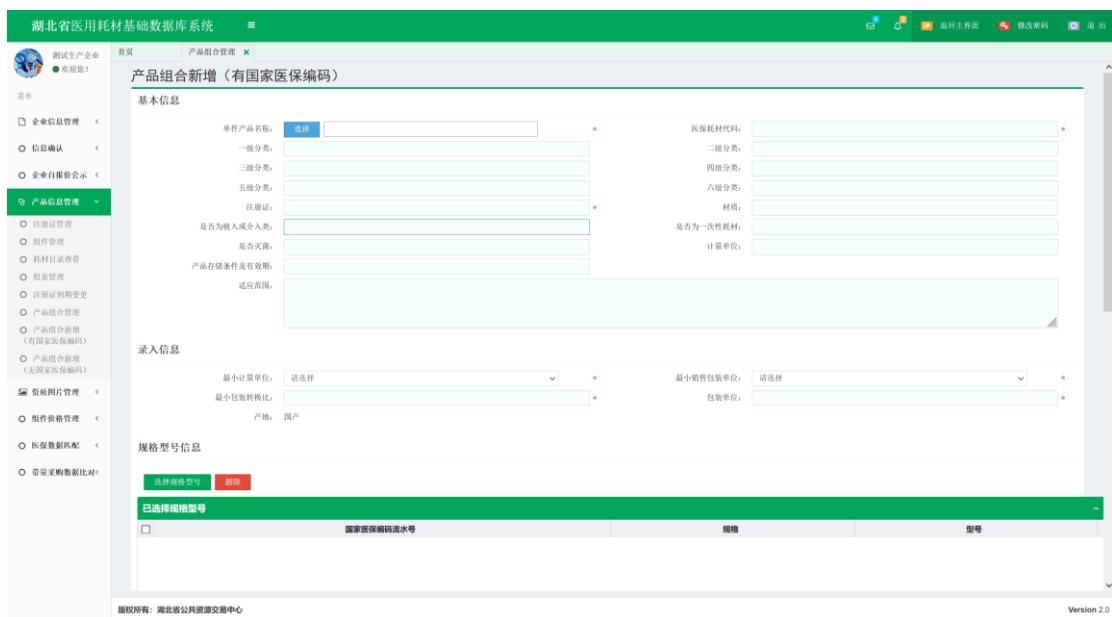 湖北省医用耗材基础数据库系统 ≡ 返回主界面 修改密码 退出
测试生产企业
欢迎您!
首页 产品组合管理 ×
产品组合新增（有国家医保编码）
菜单
企业信息管理
信息确认
企业自报价公示
产品信息管理
注册证管理
组件管理
耗材目录查看
组套管理
注册证到期变更
产品组合管理
产品组合新增
（有国家医保编码）
产品组合新增
（无国家医保编码）
资质图片管理
组件价格管理
医保数据匹配
带量采购数据比对
基本信息
单件产品名称： 选择 * 医保耗材代码： *
一级分类： 二级分类：
三级分类： 四级分类：
五级分类： 六级分类：
注册证： * 材质：
是否为植入或介入类： 是否为一次性耗材：
是否灭菌： 计量单位：
产品存储条件及有效期：
适应范围：
录入信息
最小计量单位： 请选择 * 最小销售包装单位： 请选择 *
最小包装转换比： * 包装单位： *
产地： 国产
规格型号信息
选择规格型号 删除
已选择规格型号
国家医保编码流水号 规格 型号
版权所有：湖北省公共资源交易中心 Version 2.0